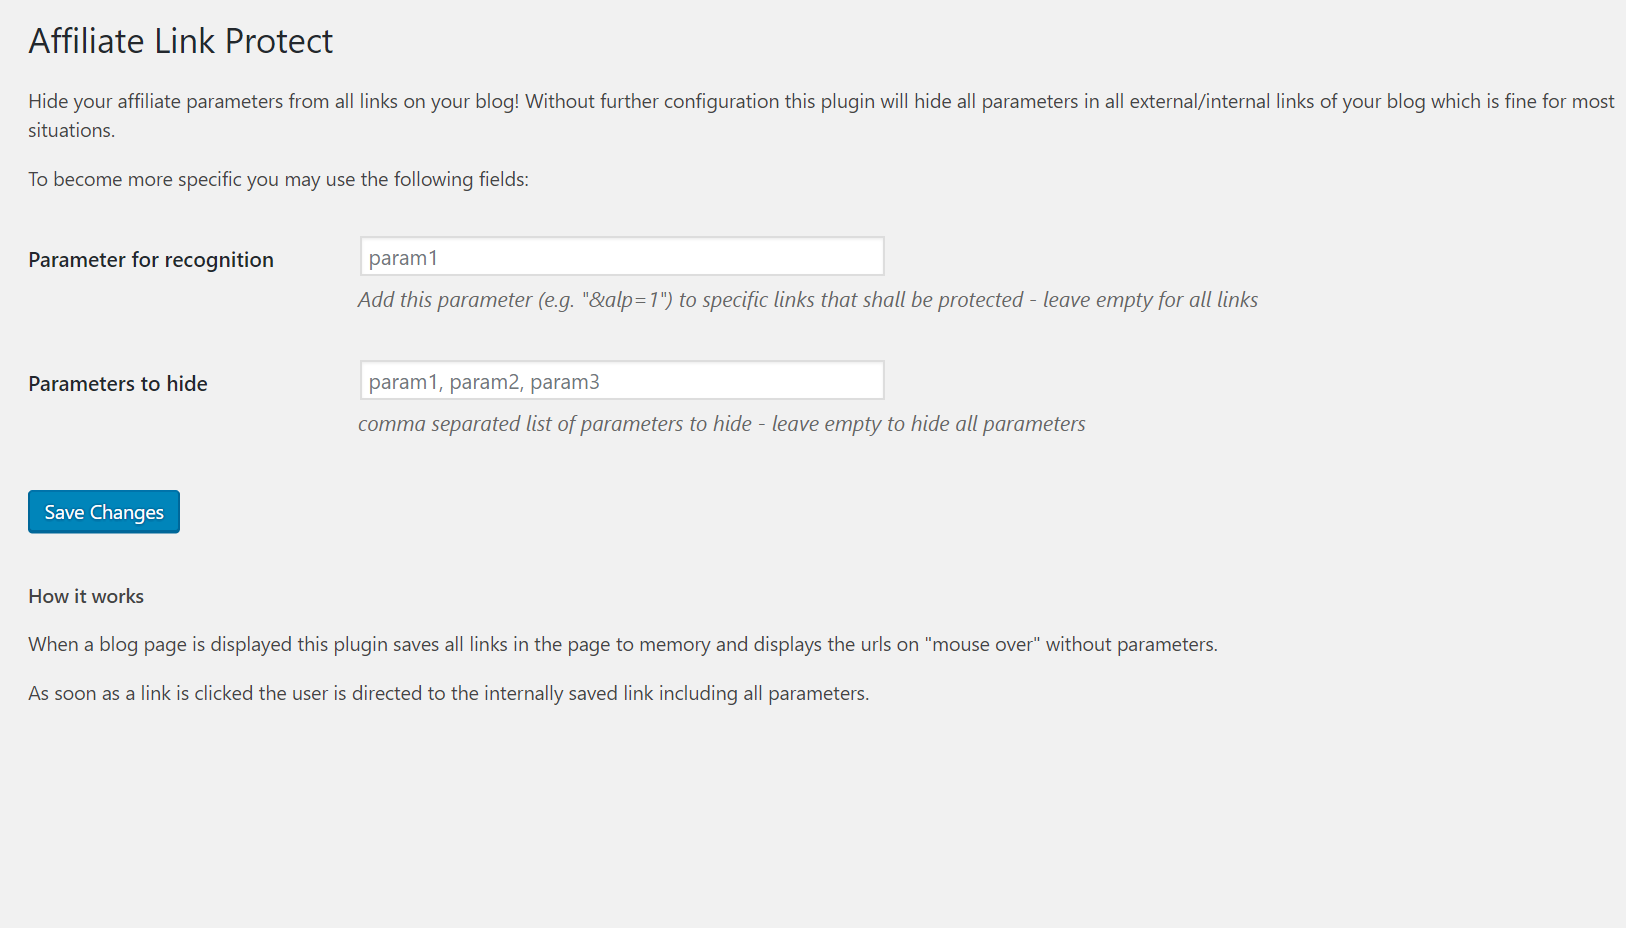 Affiliate Link Protect
Hide your affiliate parameters from all links on your blog! Without further configuration this plugin will hide all parameters in all external/internal links of your blog which is fine for most
situations.
To become more specific you may use the following fields:
Parameter for recognition
param1
Add this parameter (e.g. "&alp=1") to specific links that shall be protected - leave empty for all links
Parameters to hide
param1, param2, param3
comma separated list of parameters to hide - leave empty to hide all parameters
Save Changes
How it works
When a blog page is displayed this plugin saves all links in the page to memory and displays the urls on "mouse over" without parameters.
As soon as a link is clicked the user is directed to the internally saved link including all parameters.